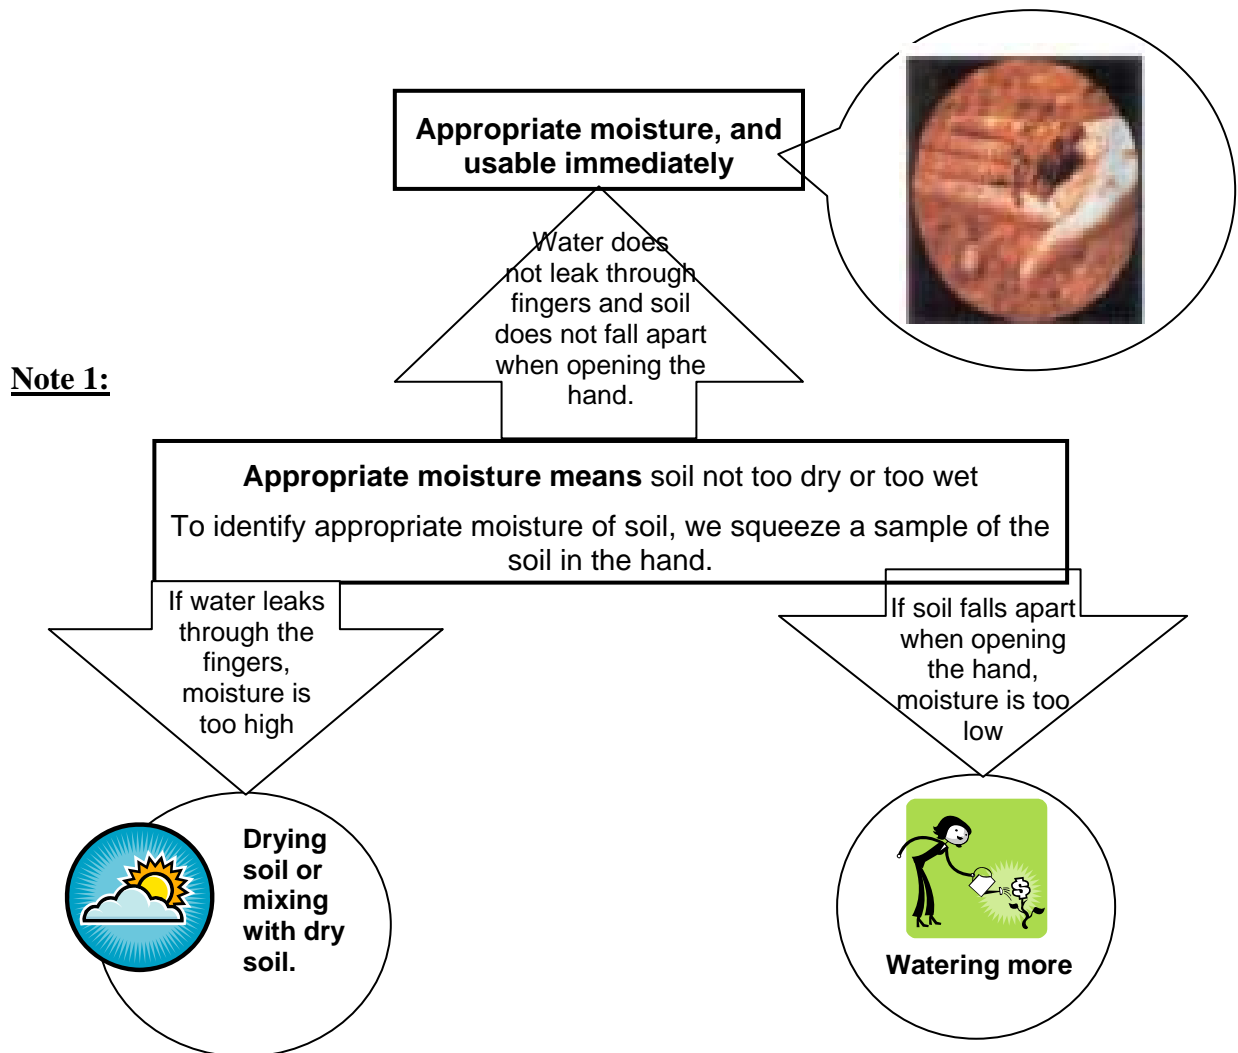 Appropriate moisture, and
usable immediately
Water does
not leak through
fingers and soil
does not fall apart
when opening the
hand.
Note 1:
Appropriate moisture means soil not too dry or too wet
To identify appropriate moisture of soil, we squeeze a sample of the
soil in the hand.
If water leaks
through the
fingers,
moisture is
too high
If soil falls apart
when opening
the hand,
moisture is too
low
Drying
soil or
mixing
with dry
soil.
$
Watering more